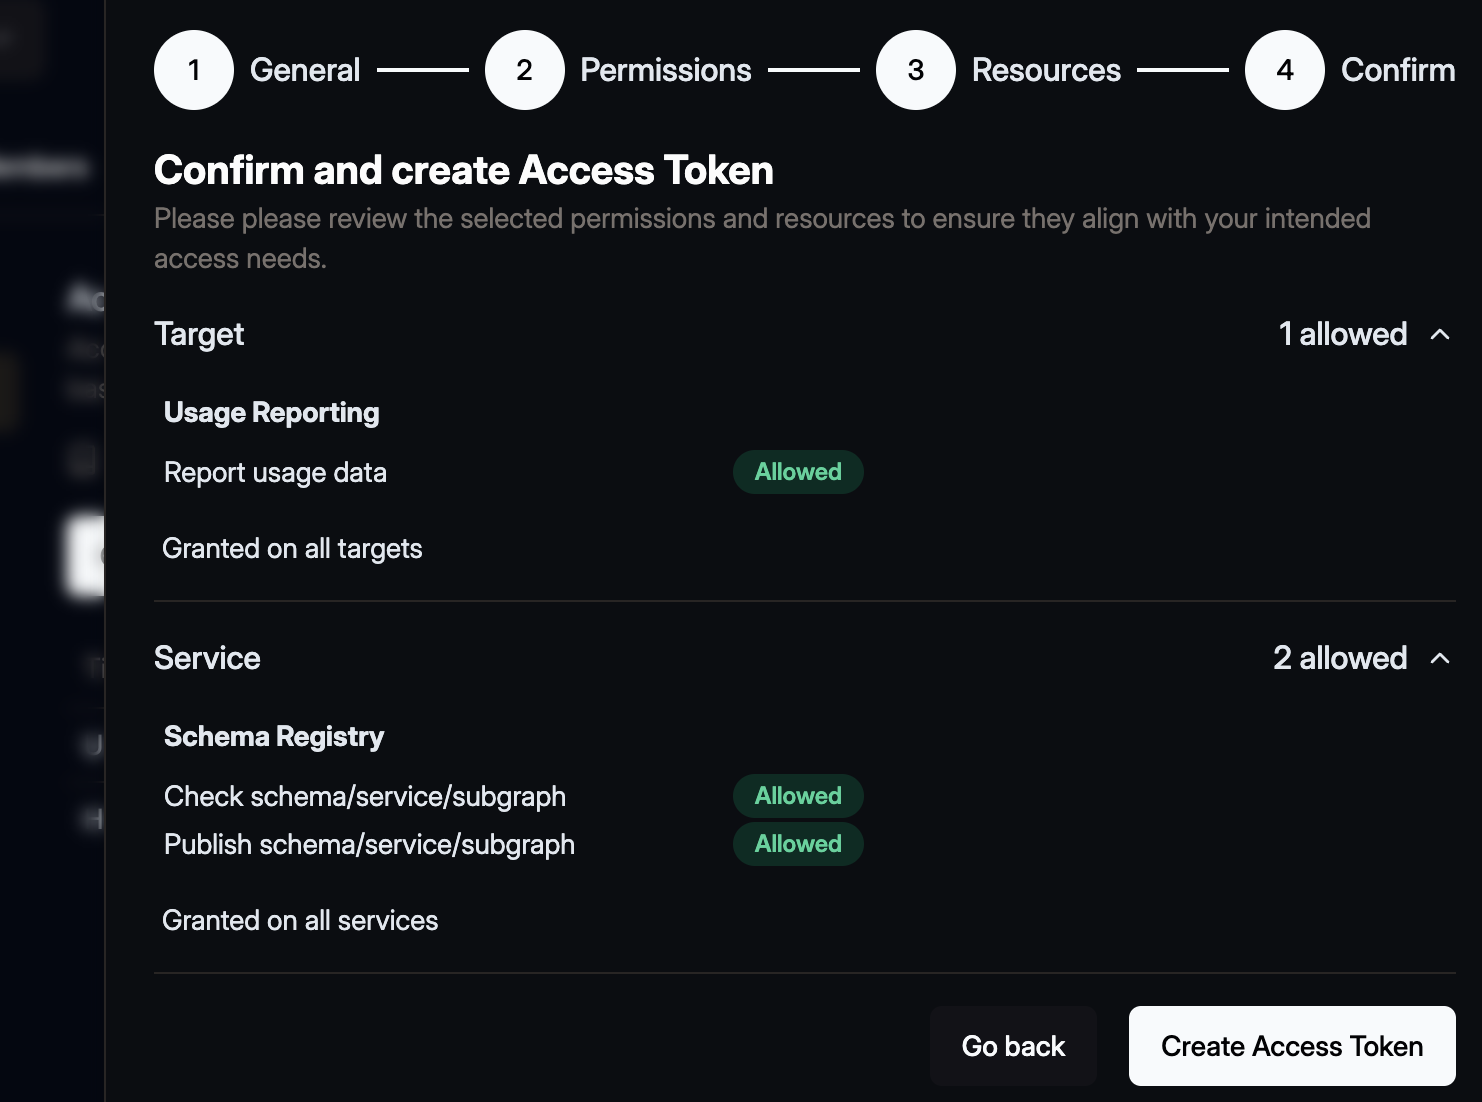 1 General 2 Permissions 3 Resources 4 Confirm
Confirm and create Access Token
Please please review the selected permissions and resources to ensure they align with your intended
access needs.
Target 1 allowed
Usage Reporting
Report usage data Allowed
Granted on all targets
Service 2 allowed
Schema Registry
Check schema/service/subgraph Allowed
Publish schema/service/subgraph Allowed
Granted on all services
Go back Create Access Token